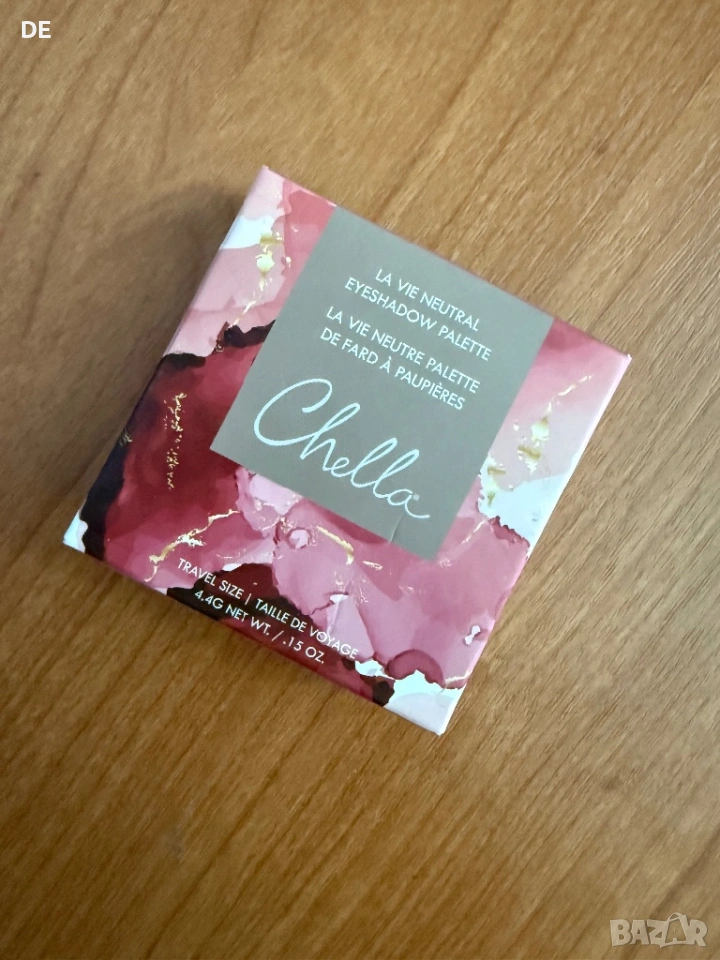 DE
LA VIE NEUTRAL
EYESHADOW PALETTE
LA VIE NEUTRE PALETTE
DE FARD À PAUPIÈRES
Chella®
TRAVEL SIZE | TAILLE DE VOYAGE
4.4G NET WT. / .15 OZ.
BAZAR